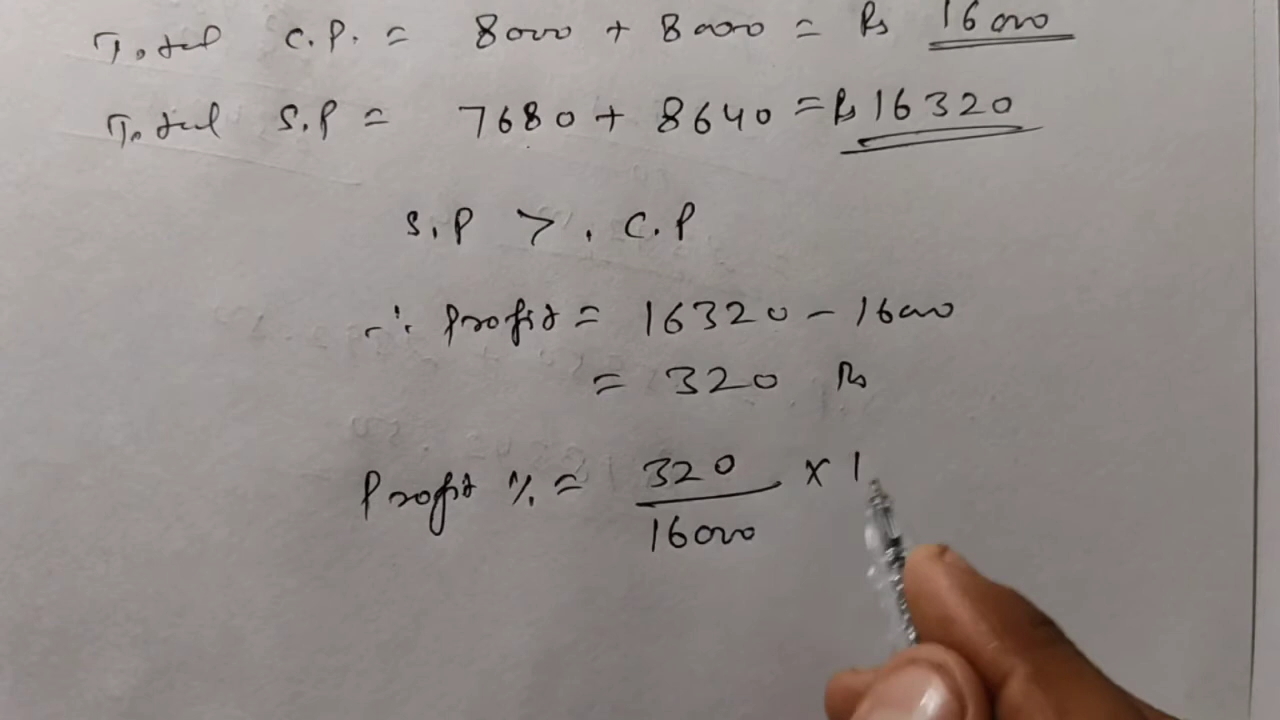 Total C.P. = 8000 + 8000 = Rs 16000
Total S.P = 7680 + 8640 = Rs 16320
S.P > . C.P
∴ Profit = 16320 - 16000
= 320 Rs
Profit % = 320/16000 × 1